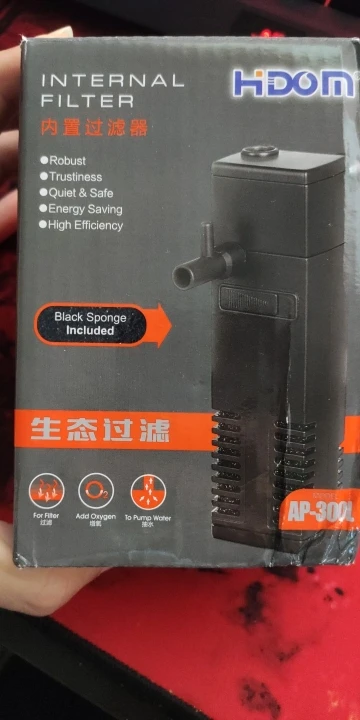 INTERNAL
FILTER
HiDOM
内置过滤器
Robust
Trustiness
Quiet & Safe
Energy Saving
High Efficiency
Black Sponge
Included
生态过滤
For Filter
过滤
Add Oxygen
增氧
To Pump Water
抽水
O2
AP-300L